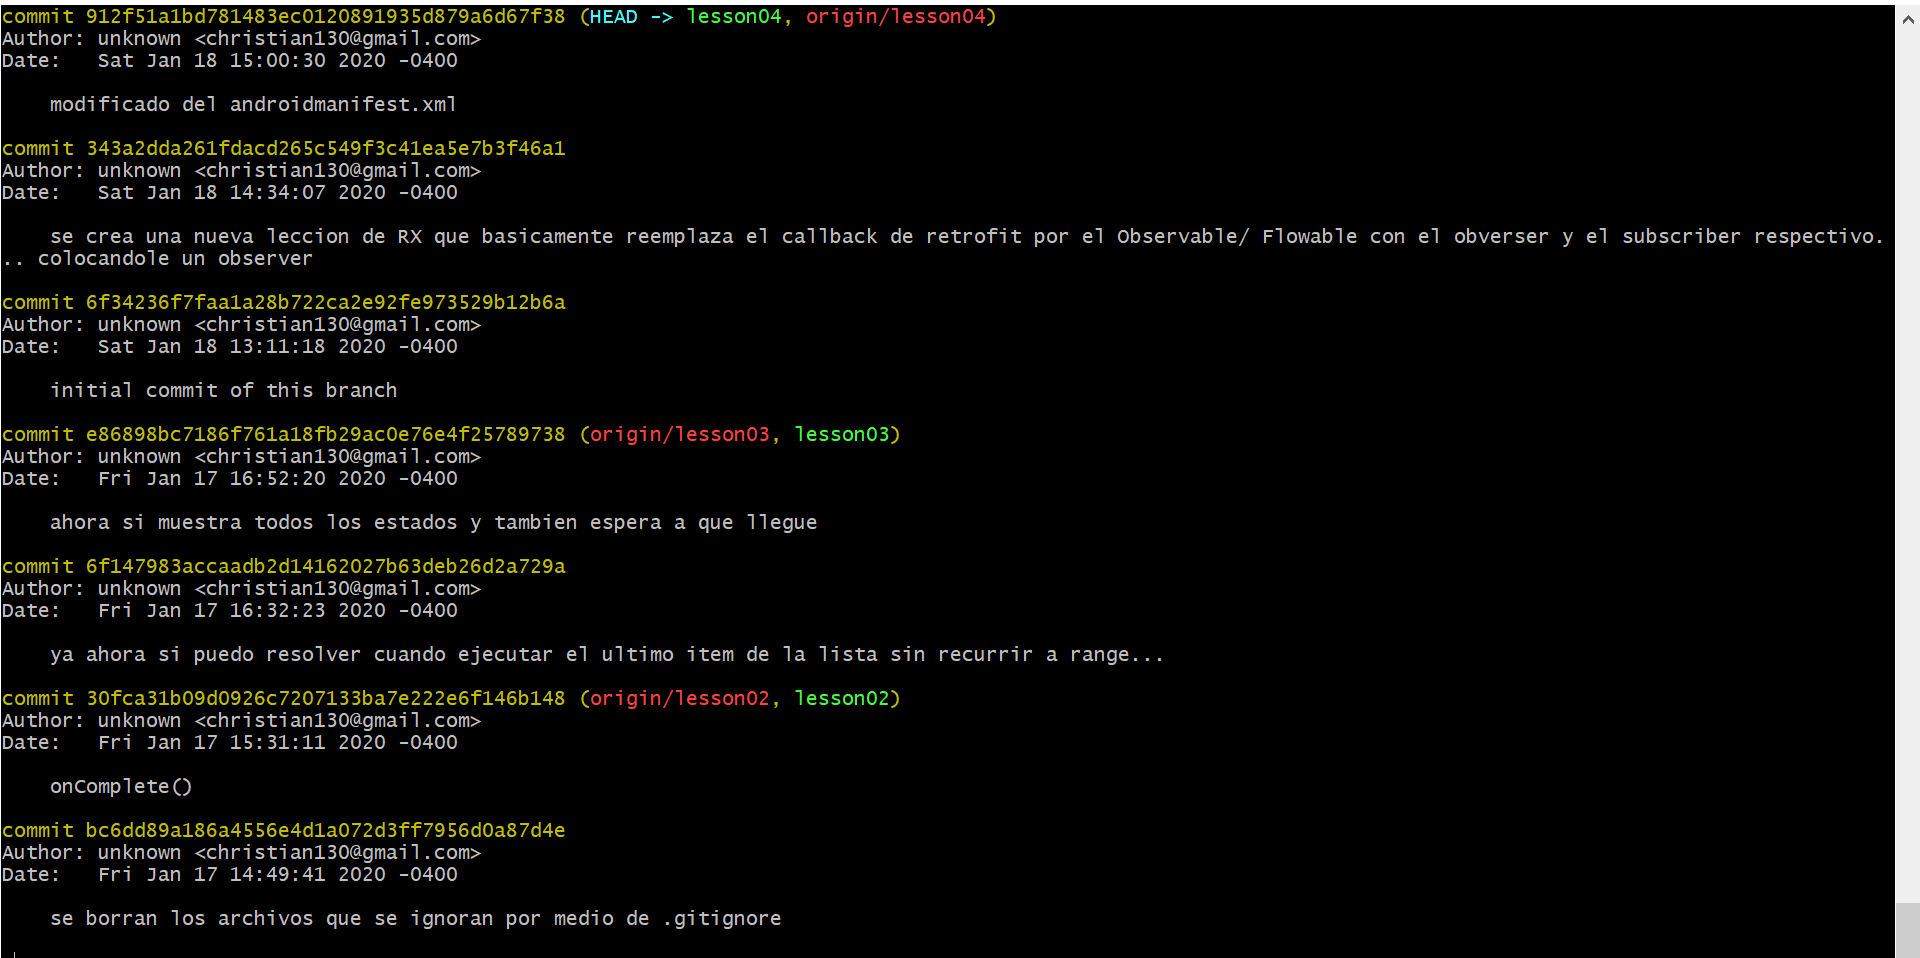 commit 912f51a1bd781483ec0120891935d879a6d67f38 (HEAD -> lesson04, origin/lesson04)
Author: unknown <christian130@gmail.com>
Date:   Sat Jan 18 15:00:30 2020 -0400
modificado del androidmanifest.xml
commit 343a2dda261fdacd265c549f3c41ea5e7b3f46a1
Author: unknown <christian130@gmail.com>
Date:   Sat Jan 18 14:34:07 2020 -0400
se crea una nueva leccion de RX que basicamente reemplaza el callback de retrofit por el Observable/ Flowable con el obverser y el subscriber respectivo.
.. colocandole un observer
commit 6f34236f7faa1a28b722ca2e92fe973529b12b6a
Author: unknown <christian130@gmail.com>
Date:   Sat Jan 18 13:11:18 2020 -0400
initial commit of this branch
commit e86898bc7186f761a18fb29ac0e76e4f25789738 (origin/lesson03, lesson03)
Author: unknown <christian130@gmail.com>
Date:   Fri Jan 17 16:52:20 2020 -0400
ahora si muestra todos los estados y tambien espera a que llegue
commit 6f147983accaadb2d14162027b63deb26d2a729a
Author: unknown <christian130@gmail.com>
Date:   Fri Jan 17 16:32:23 2020 -0400
ya ahora si puedo resolver cuando ejecutar el ultimo item de la lista sin recurrir a range...
commit 30fca31b09d0926c7207133ba7e222e6f146b148 (origin/lesson02, lesson02)
Author: unknown <christian130@gmail.com>
Date:   Fri Jan 17 15:31:11 2020 -0400
onComplete()
commit bc6dd89a186a4556e4d1a072d3ff7956d0a87d4e
Author: unknown <christian130@gmail.com>
Date:   Fri Jan 17 14:49:41 2020 -0400
se borran los archivos que se ignoran por medio de .gitignore